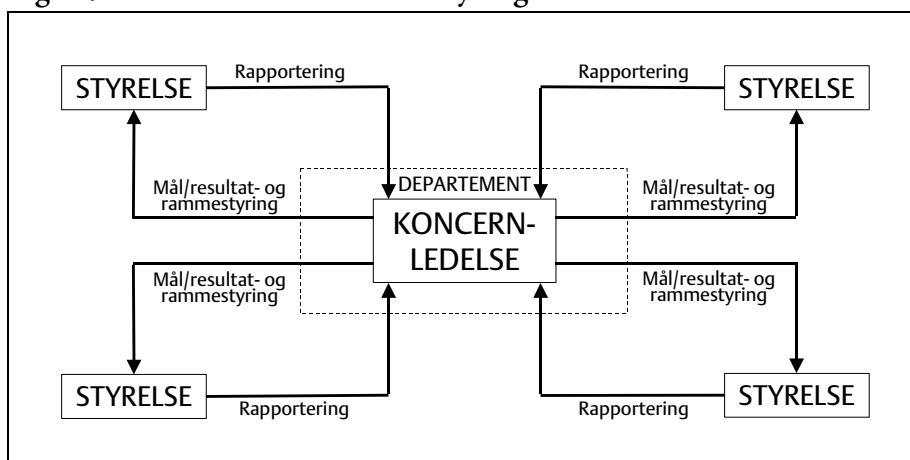 STYRELSE
Rapportering
Rapportering
STYRELSE
Mål/resultat- og
rammestyring
DEPARTEMENT
Mål/resultat- og
rammestyring
KONCERN-
LEDELSE
Mål/resultat- og
rammestyring
Mål/resultat- og
rammestyring
STYRELSE
Rapportering
Rapportering
STYRELSE